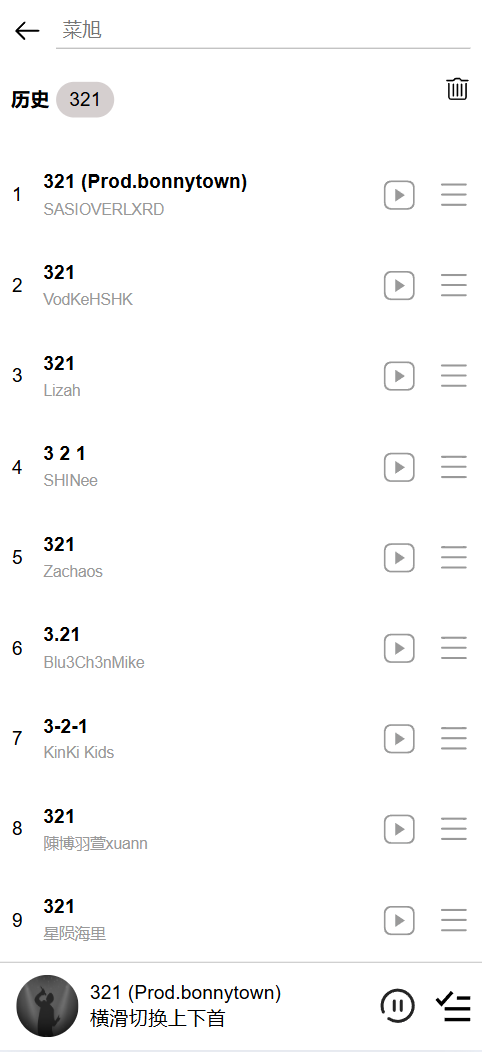 菜旭
历史 321
1
321 (Prod.bonnytown)
SASIOVERLXRD
2
321
VodKeHSHK
3
321
Lizah
4
3 2 1
SHINee
5
321
Zachaos
6
3.21
Blu3Ch3nMike
7
3-2-1
KinKi Kids
8
321
陳博羽萱xuann
9
321
星陨海里
321 (Prod.bonnytown)
横滑切换上下首